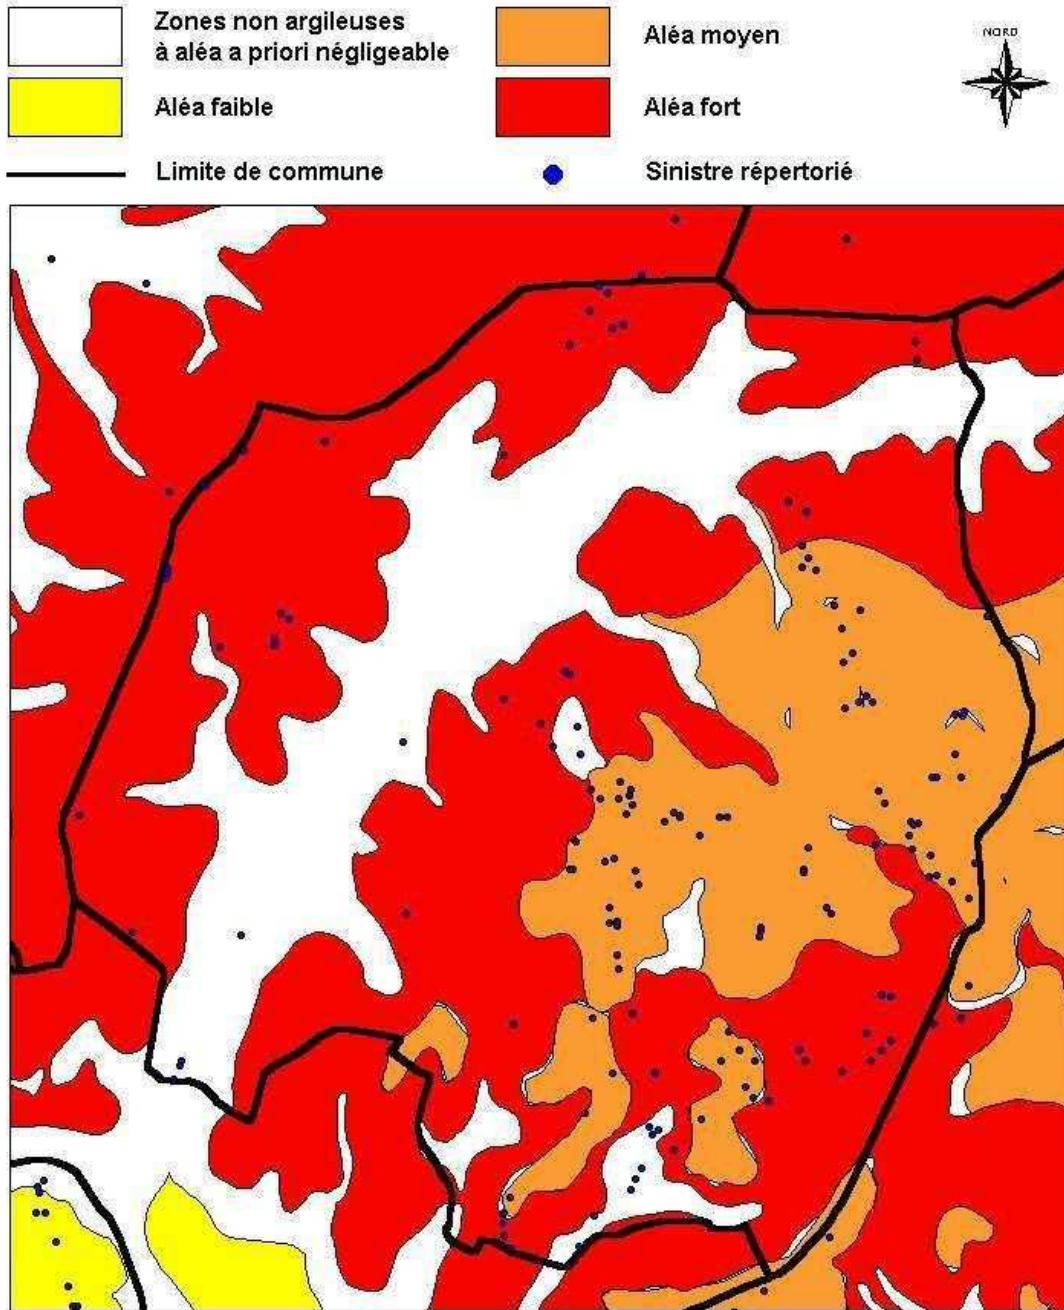 Zones non argileuses
à aléa a priori négligeable
Aléa moyen
NORD
Aléa faible
Aléa fort
Limite de commune
Sinistre répertorié